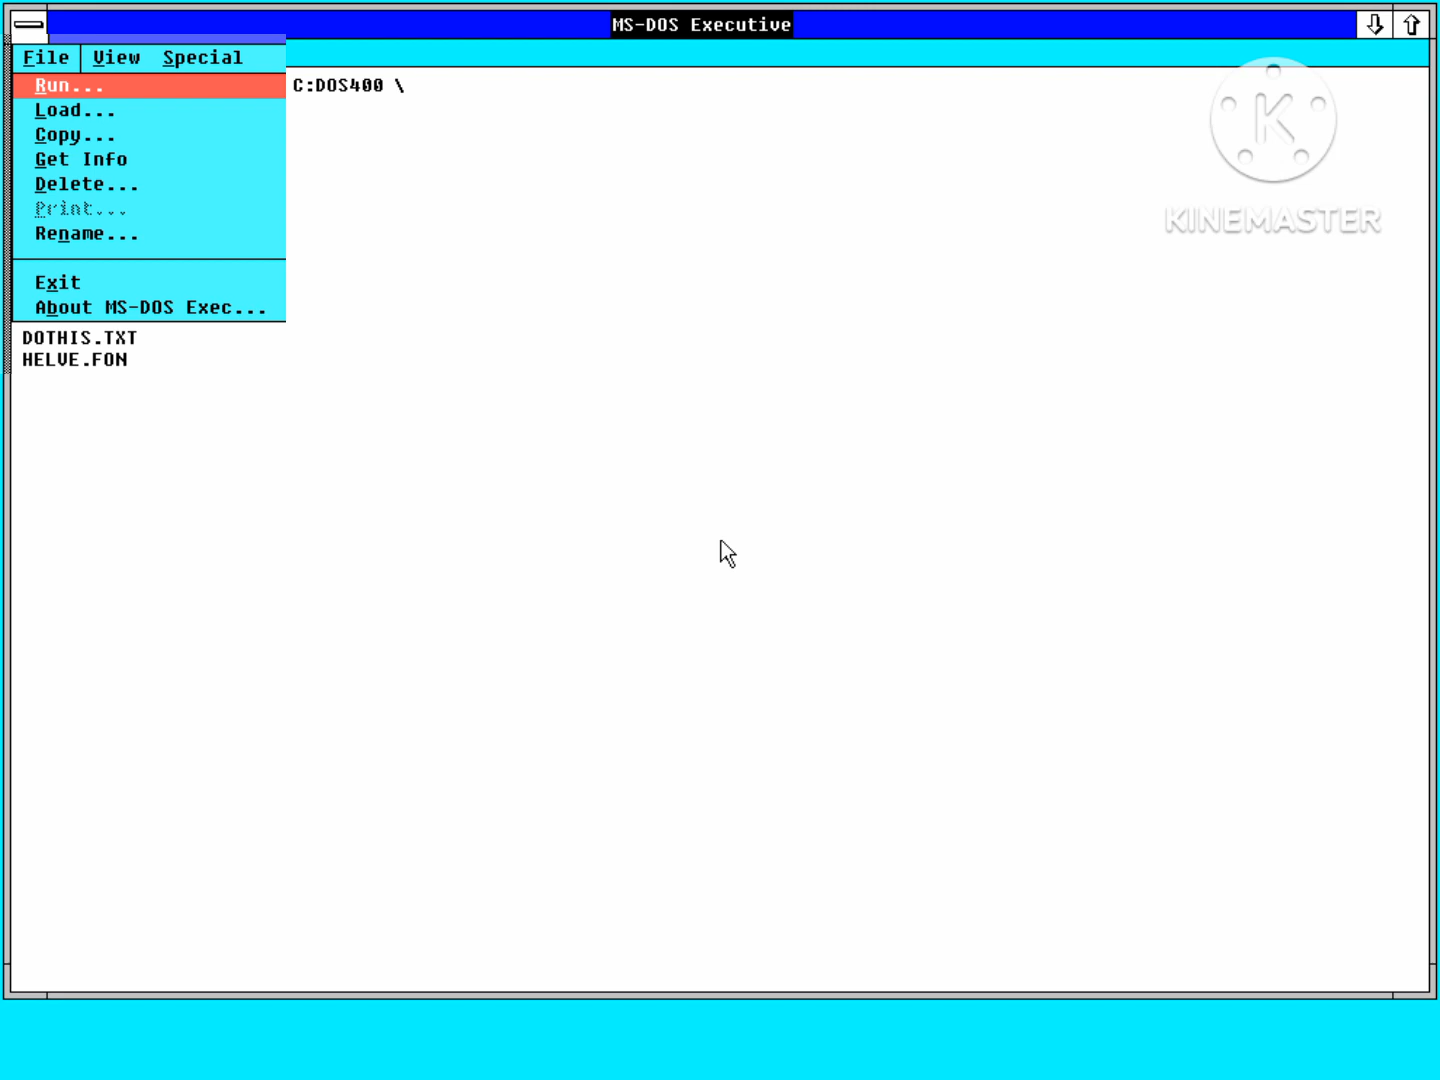 MS-DOS Executive
File View Special
Run... C:DOS400 \
Load...
Copy...
Get Info
Delete...
Print...
Rename...
Exit
About MS-DOS Exec...
DOTHIS.TXT
HELVE.FON
K
KINEMASTER